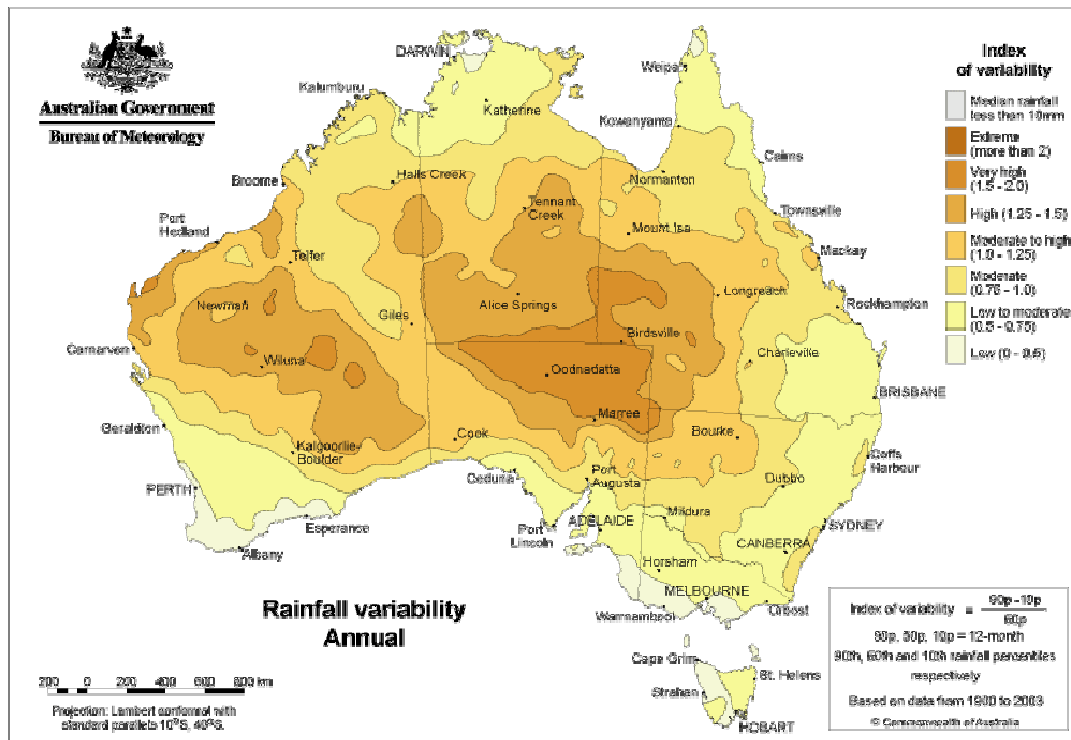 Australian Government
Bureau of Meteorology
Rainfall variability
Annual
200 0 200 400 600 800 km
Projection: Lambert conformal with
standard parallels 10°S, 40°S.
DARWIN
Kalumburu
Katherine
Weipa
Kowanyama
Cairns
Broome
Halls Creek
Normanton
Tennant
Creek
Townsville
Port
Hedland
Mount Isa
Mackay
Telfer
Newman
Alice Springs
Longreach
Rockhampton
Giles
Birdsville
Carnarvon
Wiluna
Oodnadatta
Charleville
BRISBANE
Marree
Geraldton
Cook
Bourke
Kalgoorlie-
Boulder
Coffs
Harbour
Ceduna
Port
Augusta
Dubbo
PERTH
Mildura
Esperance
Port
Lincoln
ADELAIDE
SYDNEY
Albany
CANBERRA
Horsham
MELBOURNE
Warrnambool
Orbost
Cape Grim
St. Helens
Strahan
HOBART
Index
of variability
Median rainfall
less than 10mm
Extreme
(more than 2)
Very high
(1.5 - 2.0)
High (1.25 - 1.5)
Moderate to high
(1.0 - 1.25)
Moderate
(0.75 - 1.0)
Low to moderate
(0.5 - 0.75)
Low (0 - 0.5)
Index of variability = 90p - 10p
50p
90p, 50p, 10p = 12-month
90th, 50th and 10th rainfall percentiles
respectively
Based on data from 1900 to 2003
© Commonwealth of Australia